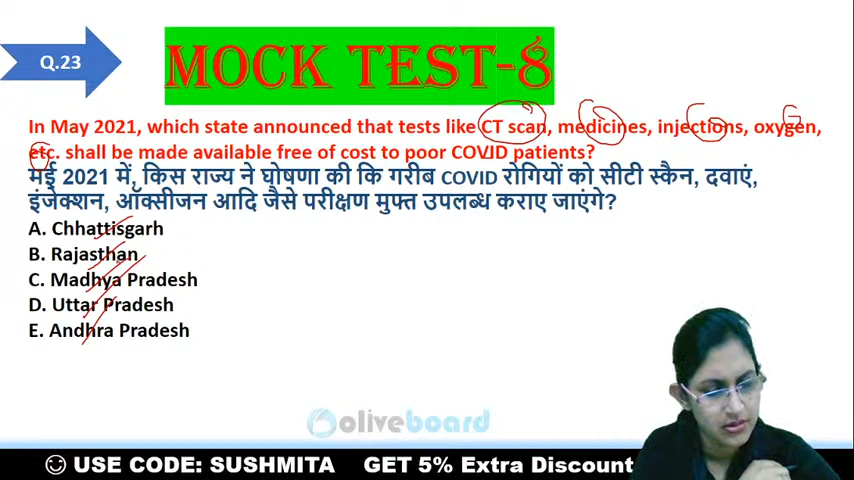 Q.23
MOCK TEST-8
In May 2021, which state announced that tests like CT scan, medicines, injections, oxygen,
etc. shall be made available free of cost to poor COVID patients?
मई 2021 में, किस राज्य ने घोषणा की कि गरीब COVID रोगियों को सीटी स्कैन, दवाएं,
इंजेक्शन, ऑक्सीजन आदि जैसे परीक्षण मुफ्त उपलब्ध कराए जाएंगे?
A. Chhattisgarh
B. Rajasthan
C. Madhya Pradesh
D. Uttar Pradesh
E. Andhra Pradesh
oliveboard
USE CODE: SUSHMITA GET 5% Extra Discount